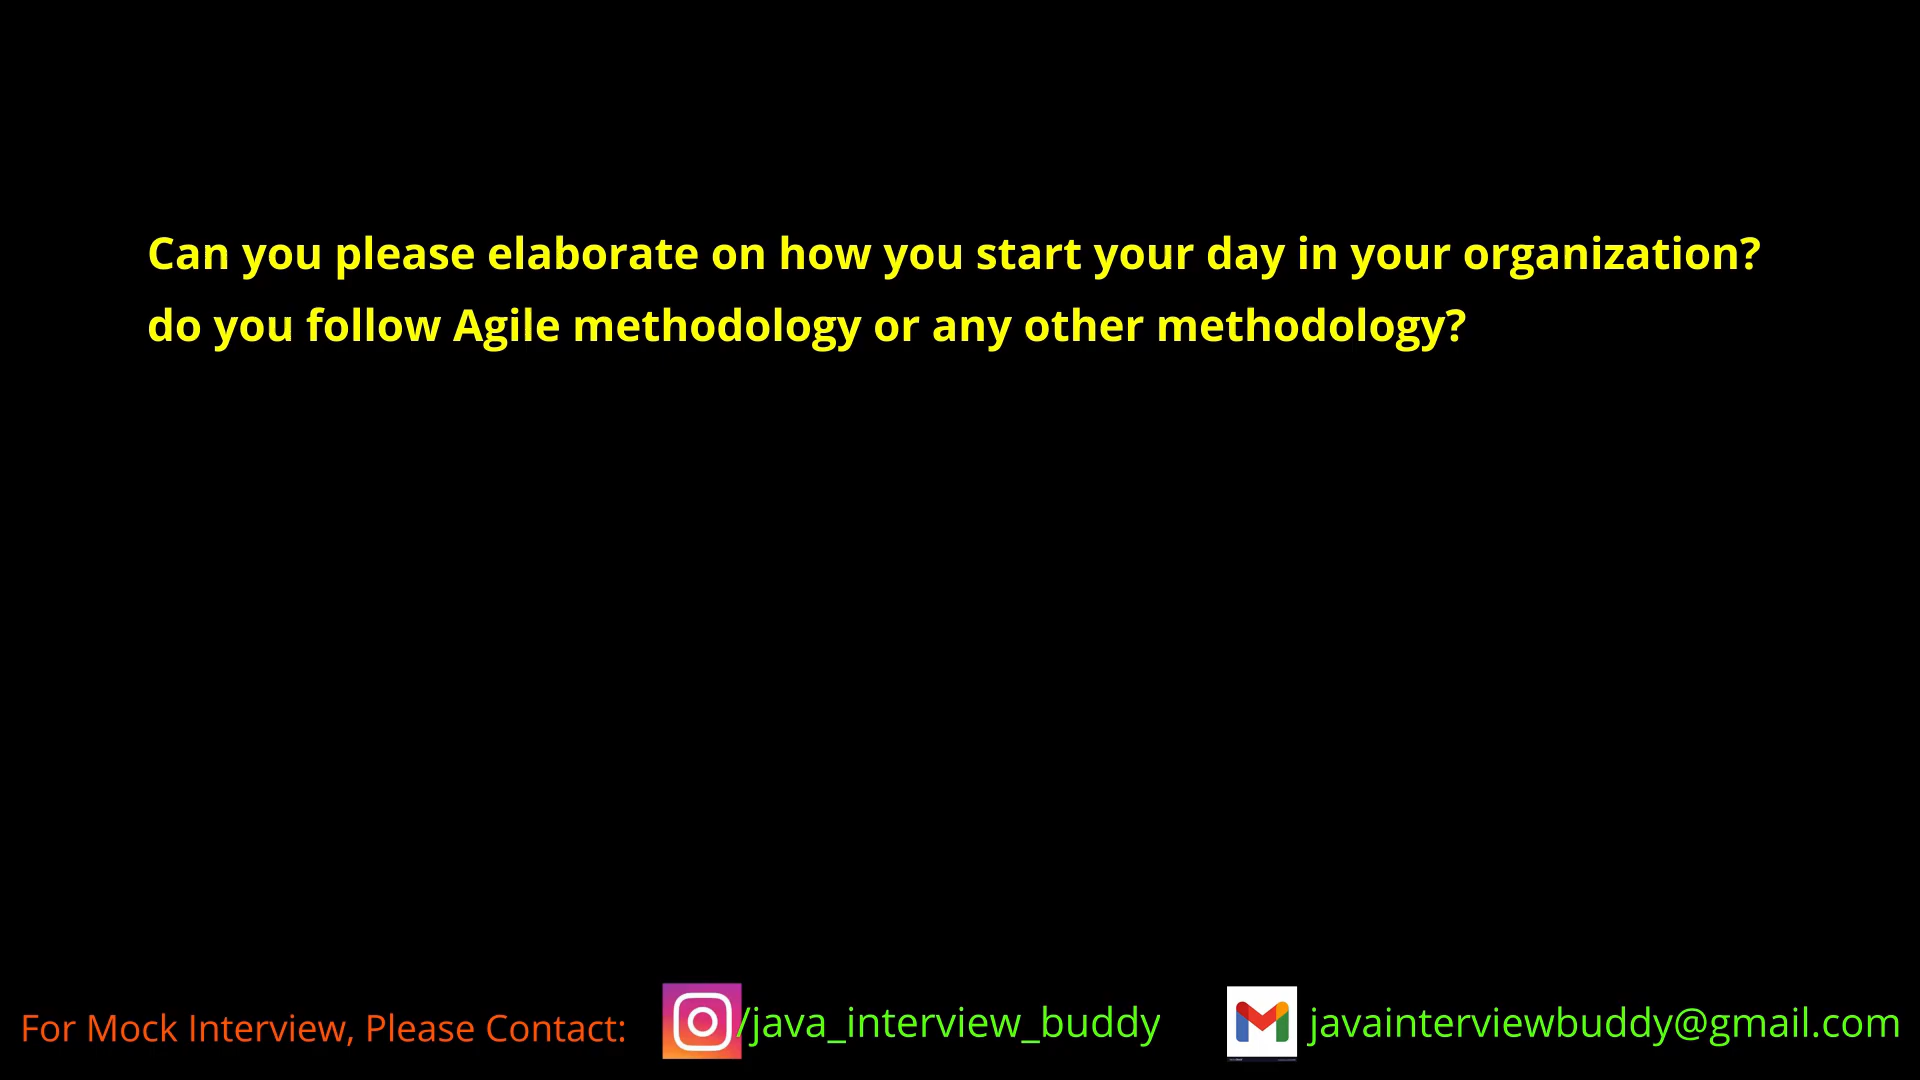 Can you please elaborate on how you start your day in your organization?
do you follow Agile methodology or any other methodology?
For Mock Interview, Please Contact: /java_interview_buddy javainterviewbuddy@gmail.com